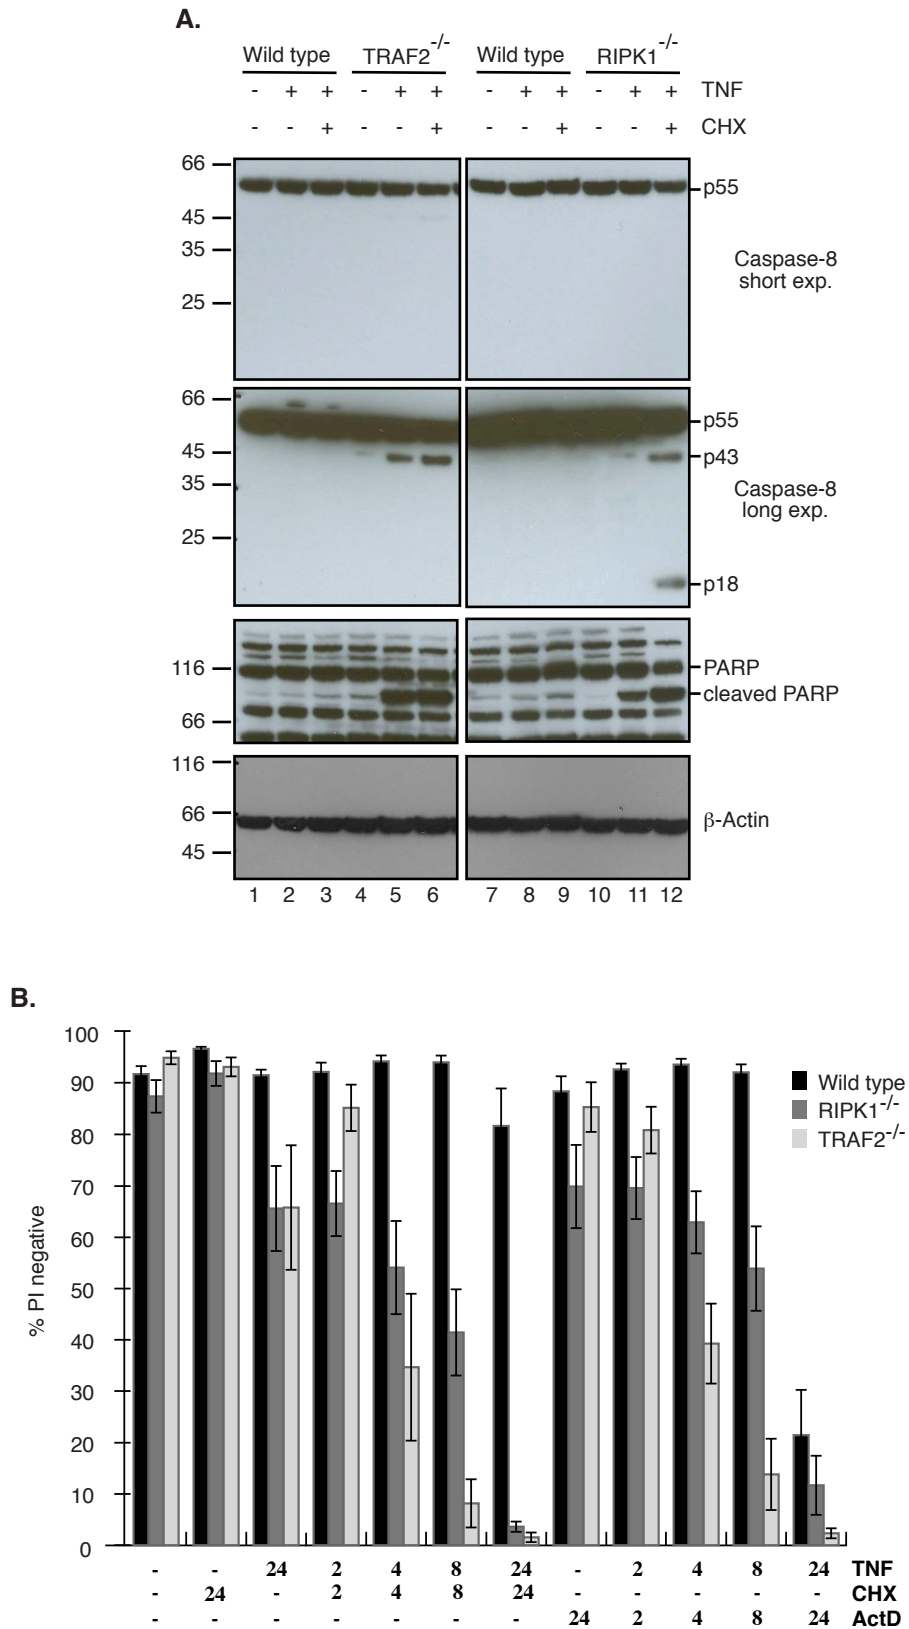 A.
Wild type TRAF2-/- Wild type RIPK1-/-
- + + - + + - + + - + + TNF
- - + - - + - - + - - + CHX
66
45
35
25
p55
Caspase-8
short exp.
66
45
35
25
p55
p43
Caspase-8
long exp.
p18
116
66
PARP
cleaved PARP
116
66
45
β-Actin
1 2 3 4 5 6 7 8 9 10 11 12
B.
100
90
80
70
60
50
40
30
20
10
0
% PI negative
Wild type
RIPK1-/-
TRAF2-/-
- - 24 2 4 8 24 - 2 4 8 24 TNF
- 24 - 2 4 8 24 - - - - - CHX
- - - - - - - 24 2 4 8 24 ActD